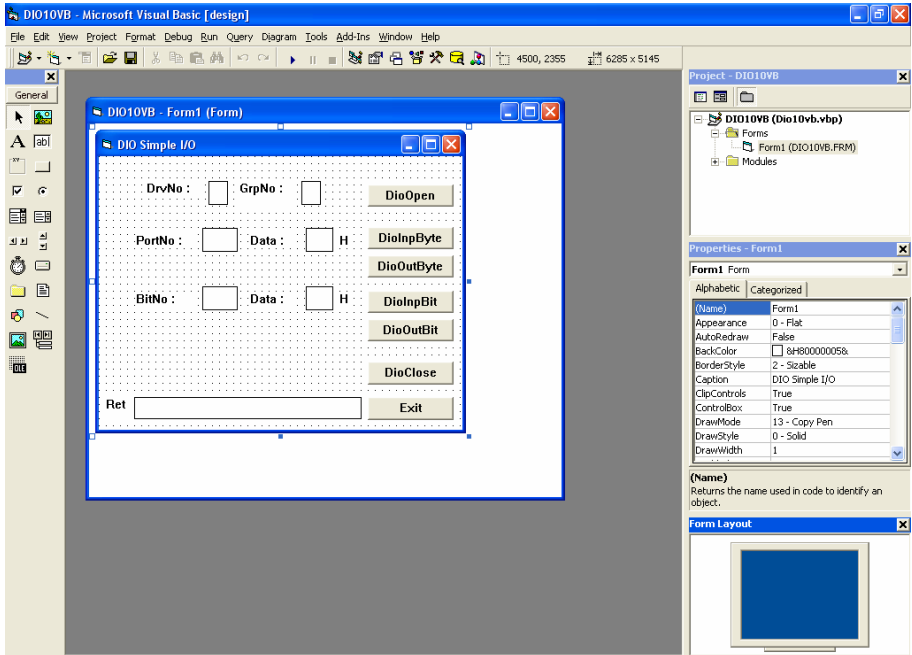 DIO10VB - Microsoft Visual Basic [design]
File Edit View Project Format Debug Run Query Diagram Tools Add-Ins Window Help
4500, 2355 6285 x 5145
General
A ab|
xy
OLE
DIO10VB - Form1 (Form)
DIO Simple I/O
DrvNo : GrpNo : DioOpen
PortNo : Data : H DioInpByte
DioOutByte
BitNo : Data : H DioInpBit
DioOutBit
DioClose
Ret Exit
Project - DIO10VB
DIO10VB (Dio10vb.vbp)
Forms
Form1 (DIO10VB.FRM)
Modules
Properties - Form1
Form1 Form
Alphabetic Categorized
(Name) Form1
Appearance 0 - Flat
AutoRedraw False
BackColor &H80000005&
BorderStyle 2 - Sizable
Caption DIO Simple I/O
ClipControls True
ControlBox True
DrawMode 13 - Copy Pen
DrawStyle 0 - Solid
DrawWidth 1
(Name)
Returns the name used in code to identify an
object.
Form Layout